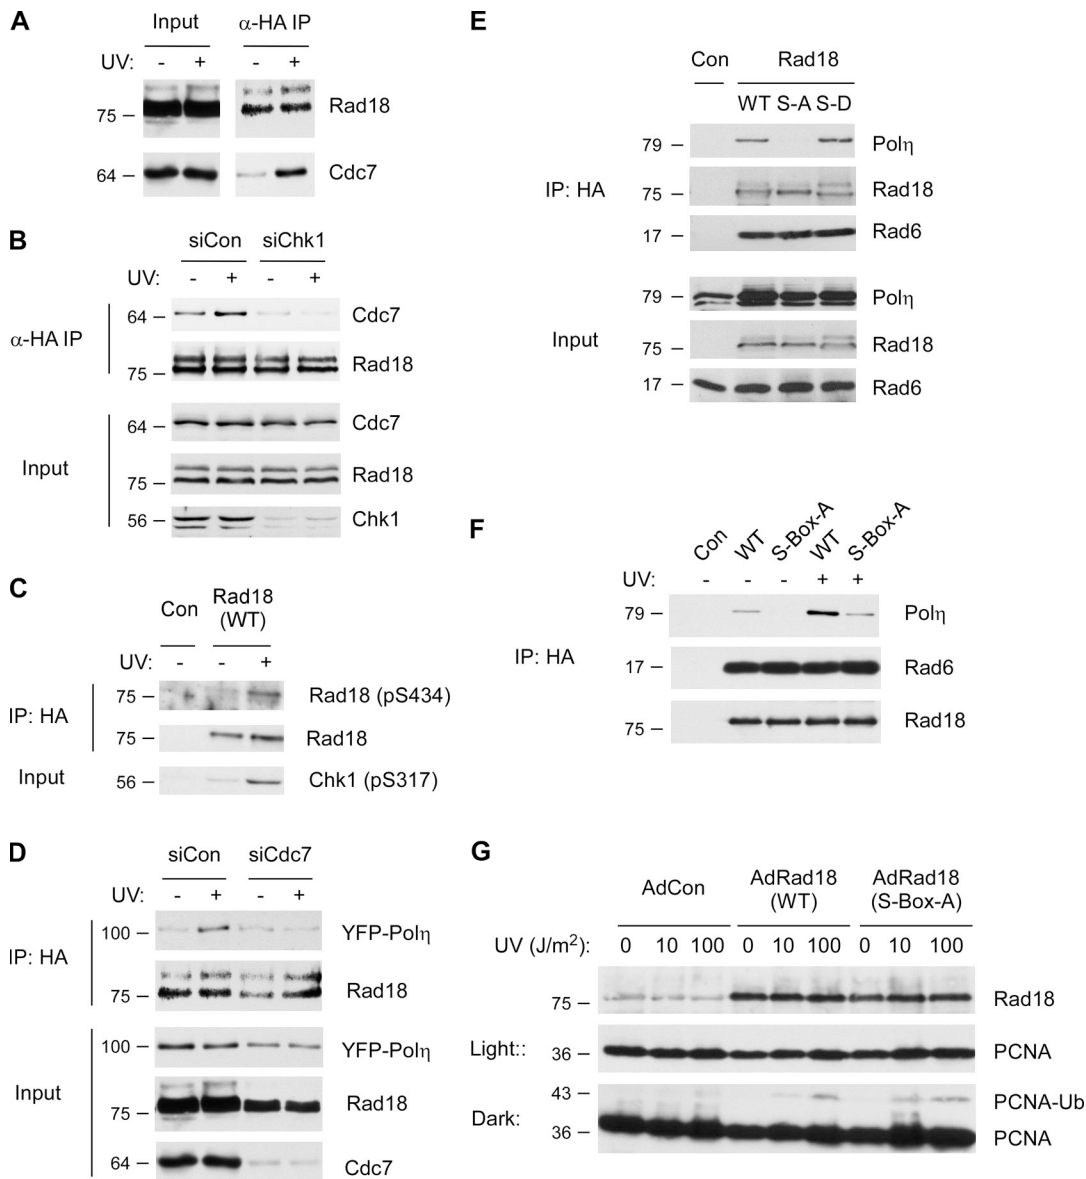 A
Input
α-HA IP
UV:
- + - +
75
Rad18
64
Cdc7
B
siCon
siChk1
UV:
- + - +
α-HA IP
64
Cdc7
75
Rad18
Input
64
Cdc7
75
Rad18
56
Chk1
C
Con
Rad18
(WT)
UV:
- - +
IP: HA
75
Rad18 (pS434)
75
Rad18
Input
56
Chk1 (pS317)
D
siCon
siCdc7
UV:
- + - +
IP: HA
100
YFP-Polη
75
Rad18
Input
100
YFP-Polη
75
Rad18
64
Cdc7
E
Con
Rad18
WT S-A S-D
IP: HA
79
Polη
75
Rad18
17
Rad6
Input
79
Polη
75
Rad18
17
Rad6
F
Con
WT
S-Box-A
WT
S-Box-A
UV:
- - - + +
IP: HA
79
Polη
17
Rad6
75
Rad18
G
AdCon
AdRad18
(WT)
AdRad18
(S-Box-A)
UV (J/m²):
0 10 100 0 10 100 0 10 100
75
Rad18
Light::
36
PCNA
Dark:
43
PCNA-Ub
36
PCNA